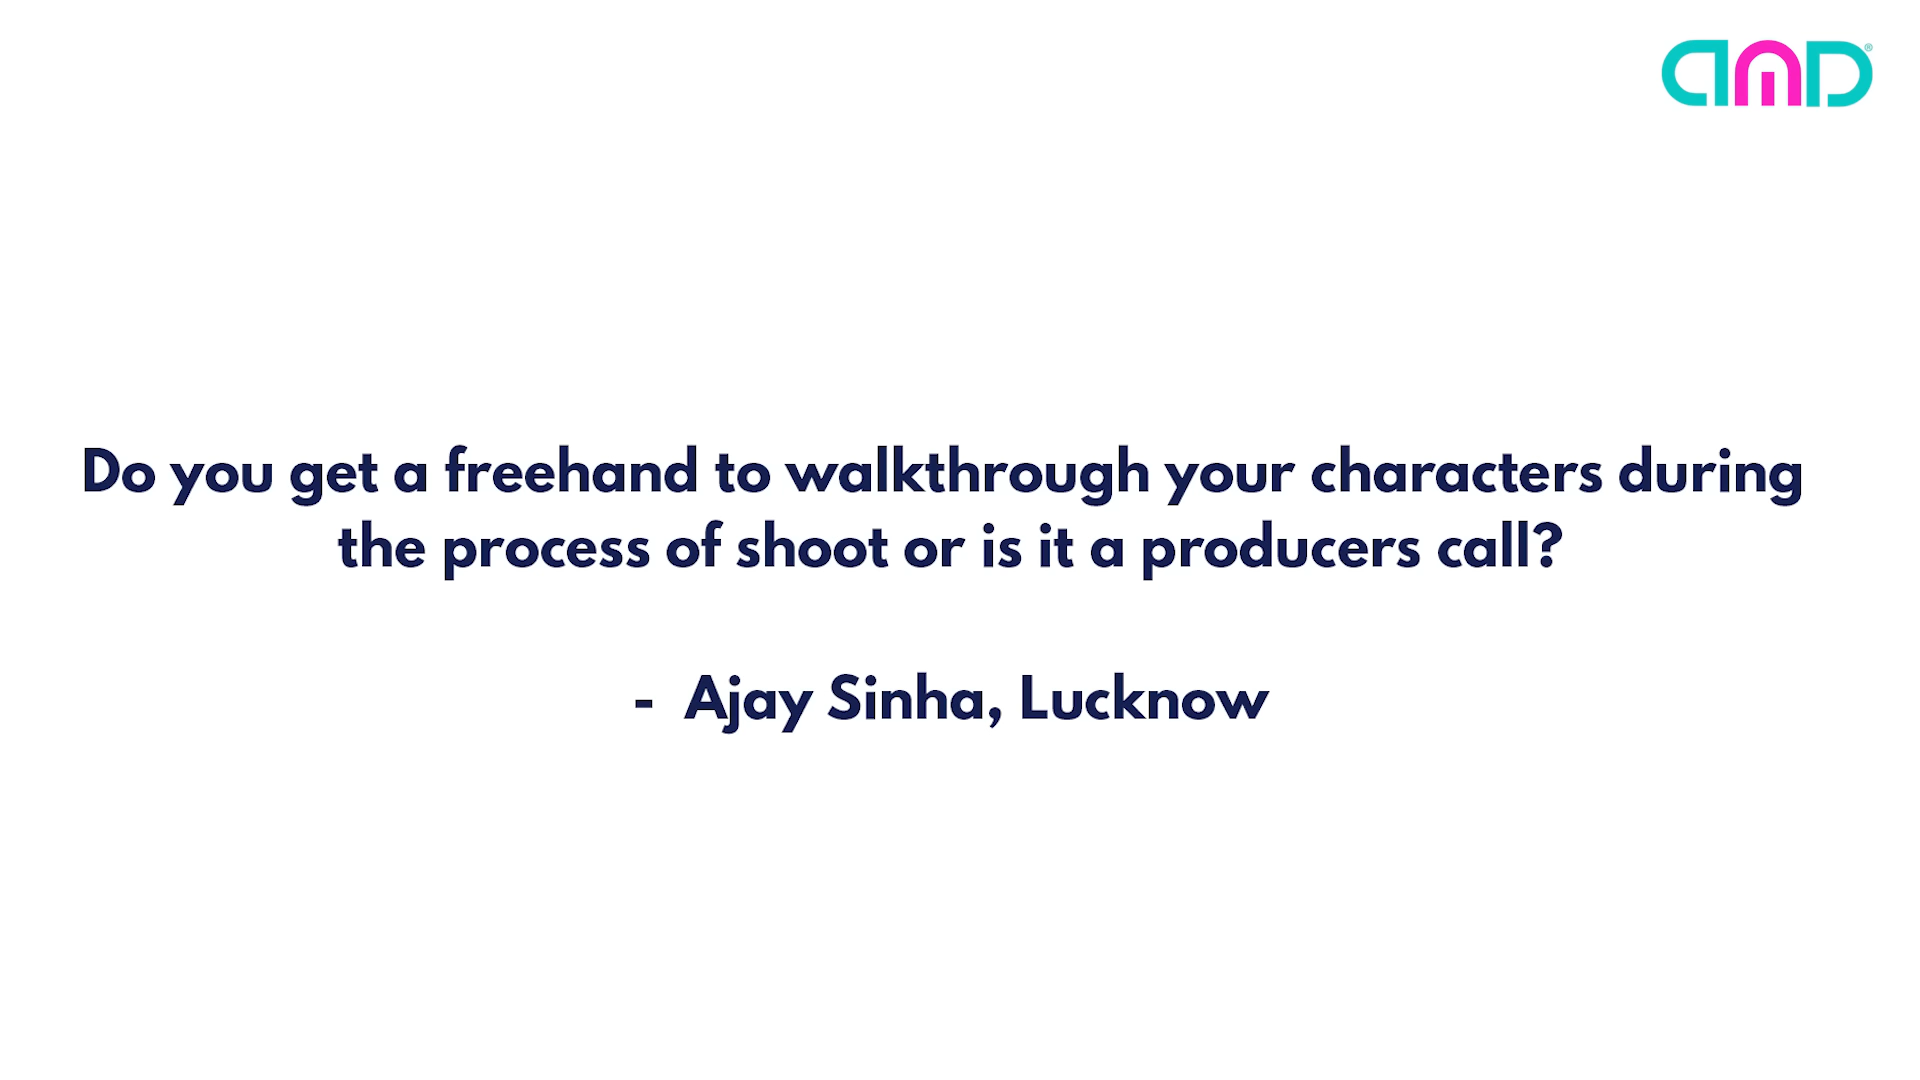 AMD®
Do you get a freehand to walkthrough your characters during
the process of shoot or is it a producers call?
- Ajay Sinha, Lucknow